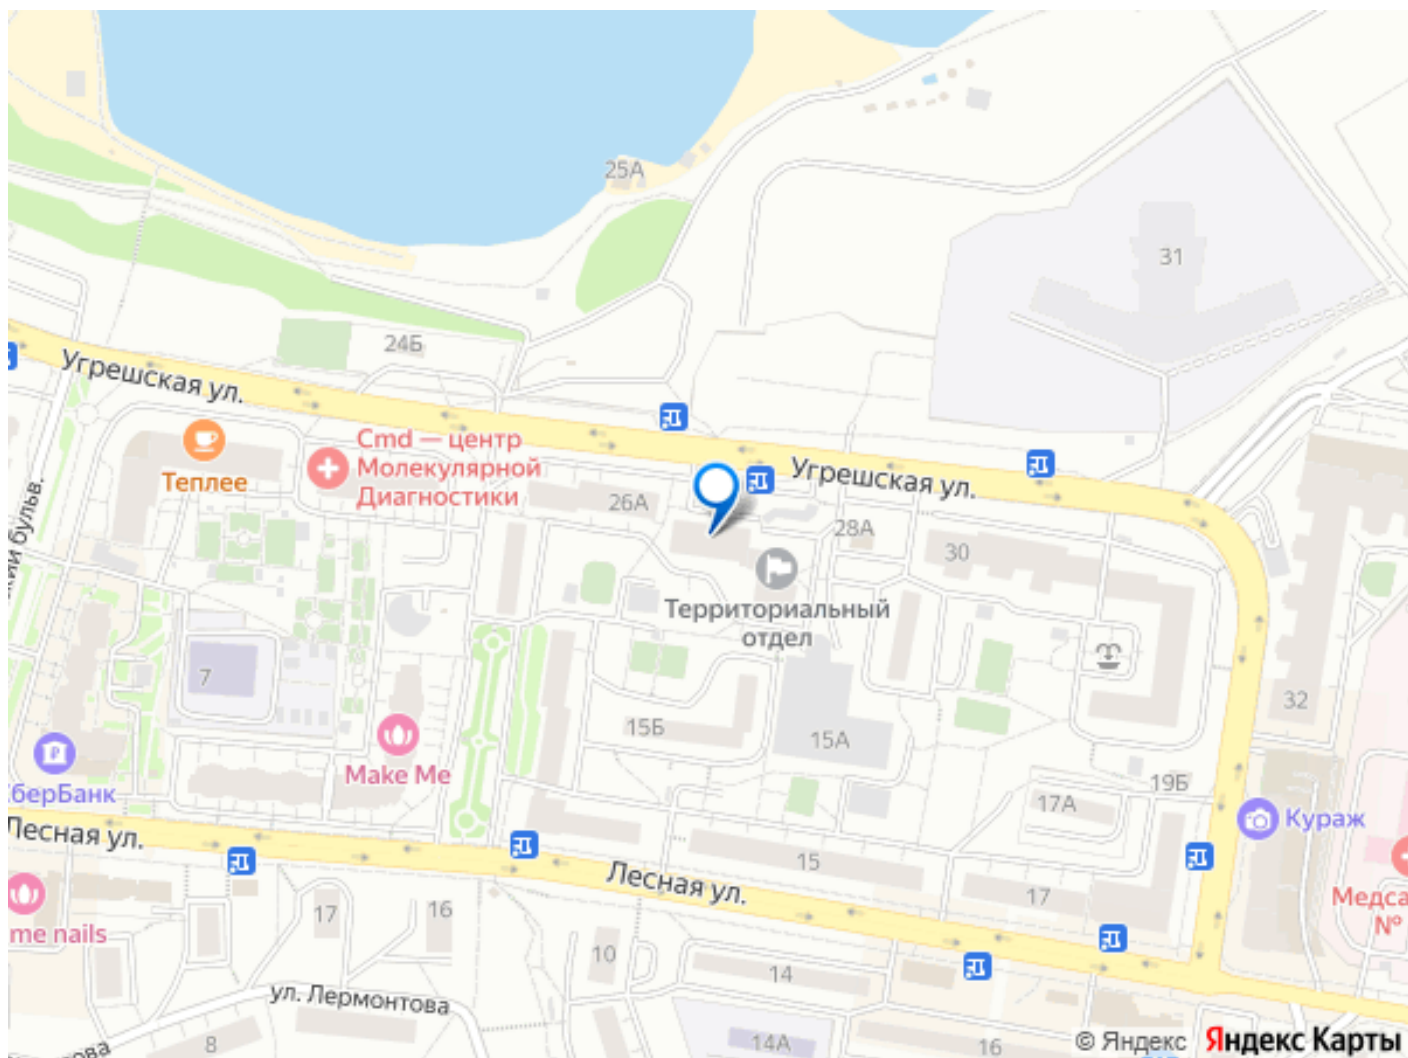 25А
31
24Б
Угрешская ул.
Cmd — центр
Молекулярной
Диагностики
Теплее
26А
Угрешская ул.
28А
30
Территориальный
отдел
7
15Б
15А
32
Make Me
СберБанк
19Б
17А
Кураж
Лесная ул.
15
Лесная ул.
17
Медса
№
me nails
17
16
10
14
ул. Лермонтова
8
14А
16
© Яндекс
Яндекс Карты